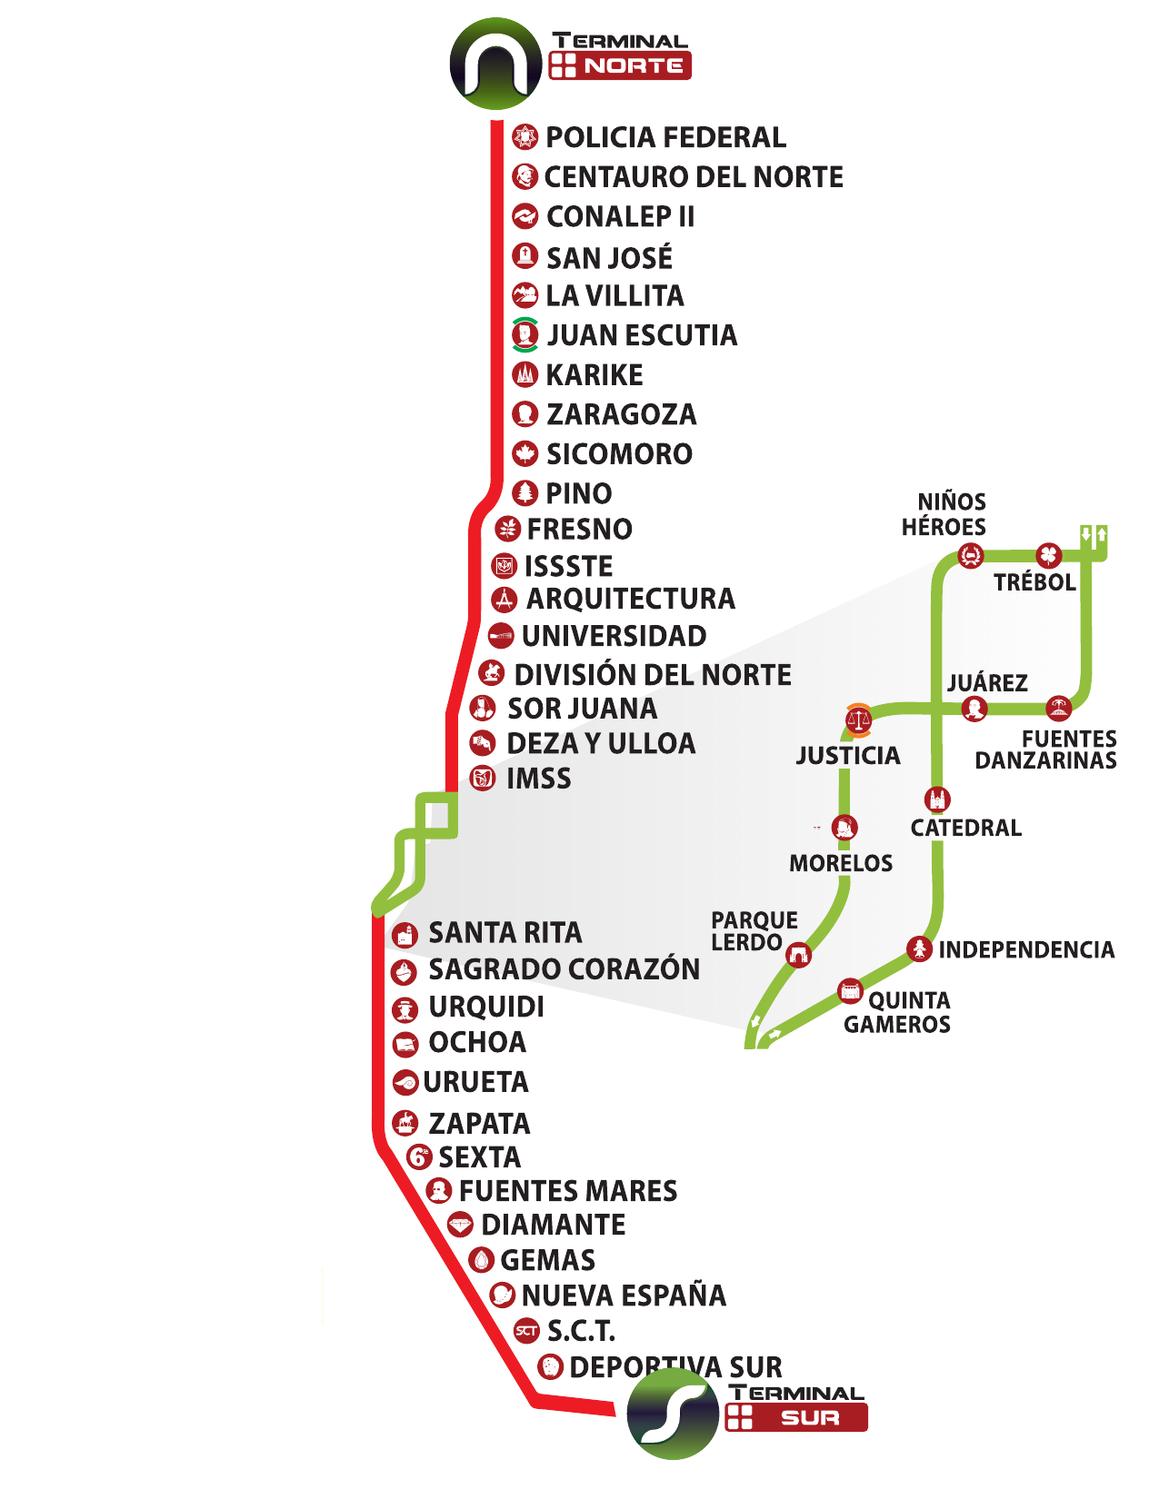 TERMINAL
NORTE
POLICIA FEDERAL
CENTAURO DEL NORTE
CONALEP II
SAN JOSÉ
LA VILLITA
JUAN ESCUTIA
KARIKE
ZARAGOZA
SICOMORO
PINO
FRESNO
ISSSTE
ARQUITECTURA
UNIVERSIDAD
DIVISIÓN DEL NORTE
SOR JUANA
DEZA Y ULLOA
IMSS
NIÑOS
HÉROES
TRÉBOL
JUÁREZ
FUENTES
DANZARINAS
JUSTICIA
CATEDRAL
MORELOS
PARQUE
LERDO
INDEPENDENCIA
QUINTA
GAMEROS
SANTA RITA
SAGRADO CORAZÓN
URQUIDI
OCHOA
URUETA
ZAPATA
6ta SEXTA
FUENTES MARES
DIAMANTE
GEMAS
NUEVA ESPAÑA
SCT S.C.T.
DEPORTIVA SUR
TERMINAL
SUR